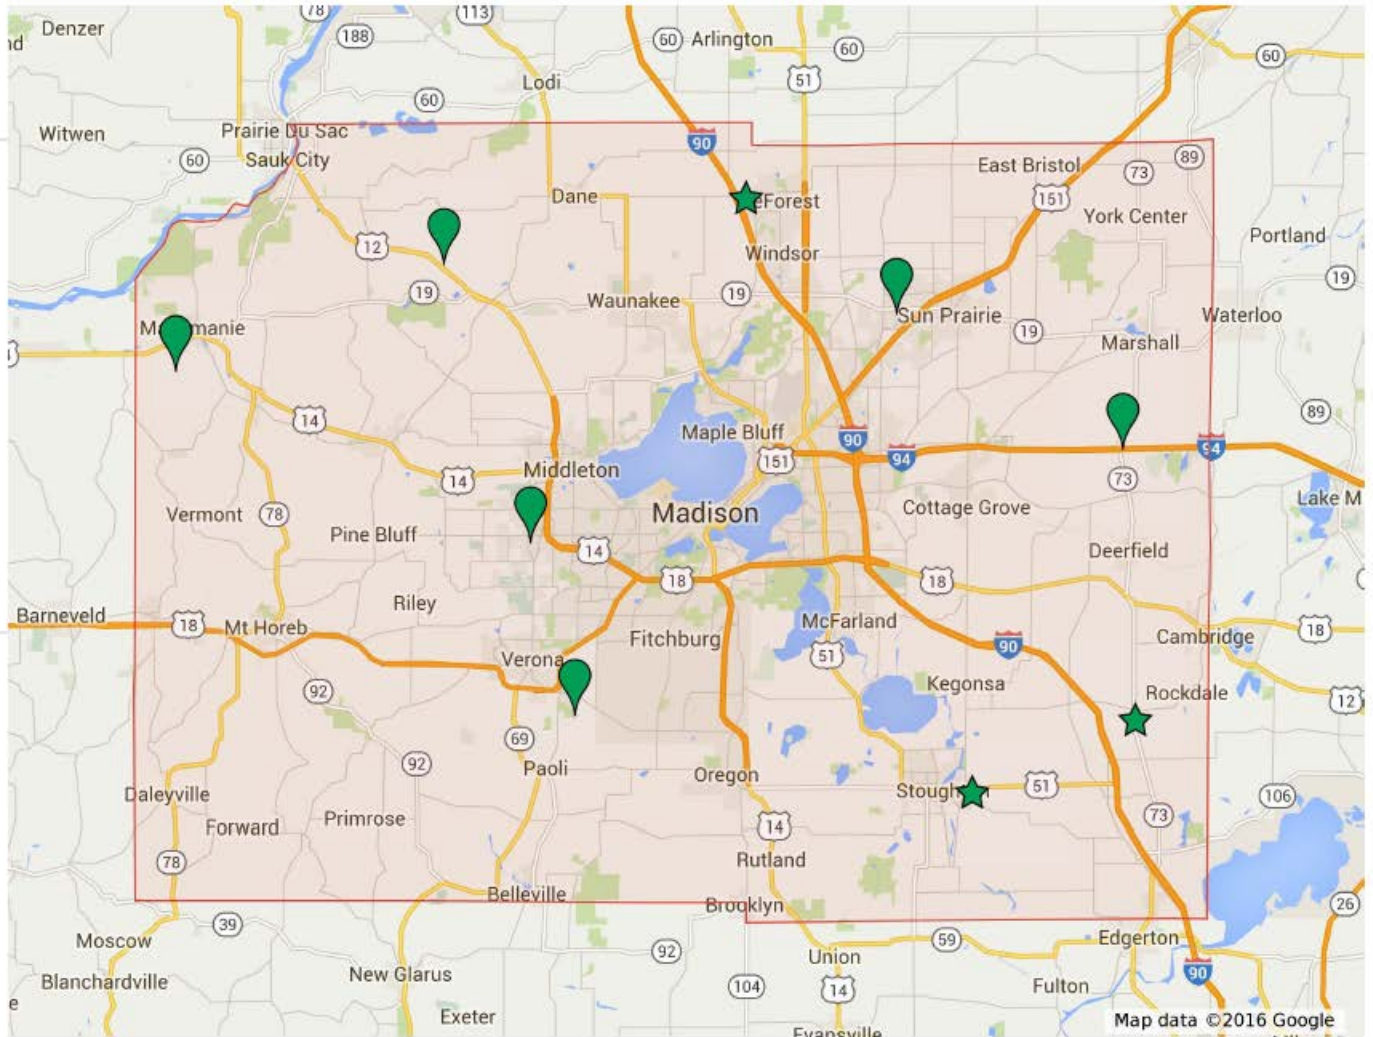 78
113
Denzer
188
60
Arlington
60
60
nd
51
Lodi
60
Witwen
Prairie Du Sac
90
60
Sauk City
East Bristol
89
73
Dane
eForest
151
York Center
12
Windsor
Portland
19
Waunakee
19
19
Sun Prairie
Waterloo
Ma
manie
19
Marshall
14
89
Maple Bluff
90
Middleton
151
94
94
14
73
Lake M
Vermont
78
Madison
Cottage Grove
Pine Bluff
14
Deerfield
18
18
Riley
Barneveld
18
Mt Horeb
McFarland
18
Fitchburg
Cambridge
Verona
51
90
92
Kegonsa
Rockdale
12
69
92
Paoli
Oregon
Stough
n
51
Daleyville
106
Forward
Primrose
14
73
78
Rutland
Belleville
Brooklyn
26
39
Moscow
92
59
Edgerton
Blanchardville
New Glarus
Union
90
104
14
Fulton
e
Exeter
Evansville
Map data ©2016 Google